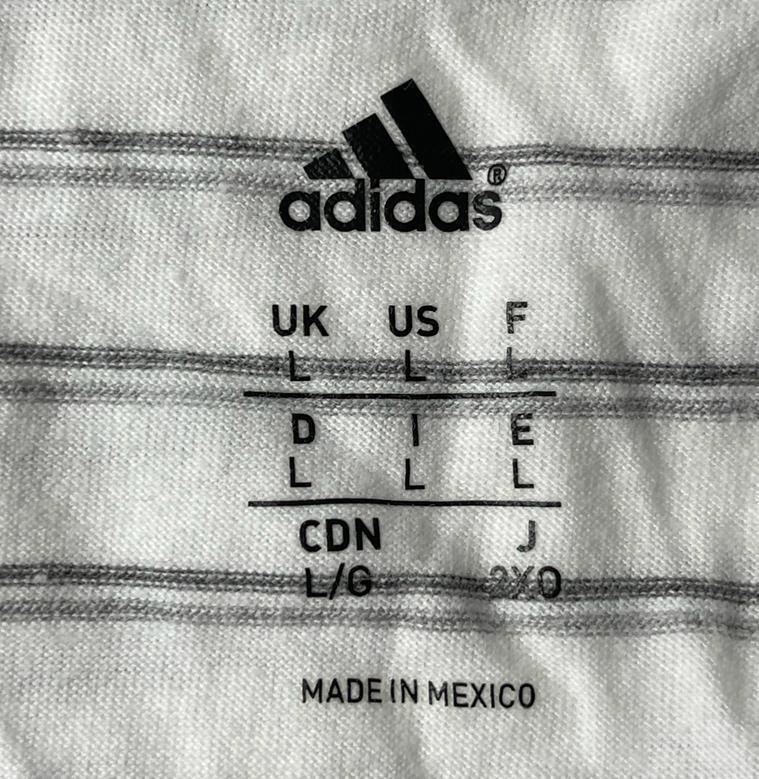 adidas®
UK US F
L L L
D I E
L L L
CDN J
L/G 2XO
MADE IN MEXICO